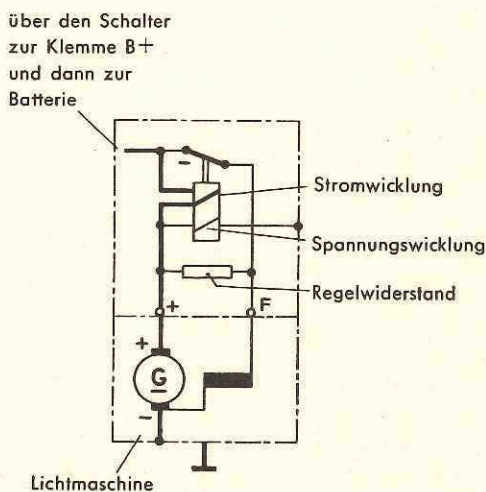 über den Schalter
zur Klemme B+
und dann zur
Batterie
–
Stromwicklung
Spannungswicklung
Regelwiderstand
+ F
+
G
–
Lichtmaschine